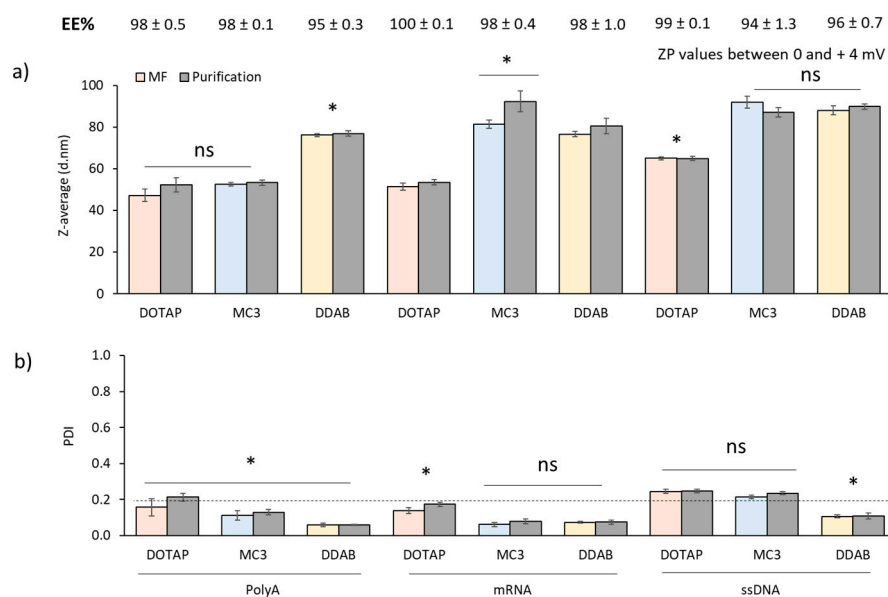 EE% 98 ± 0.5 98 ± 0.1 95 ± 0.3 100 ± 0.1 98 ± 0.4 98 ± 1.0 99 ± 0.1 94 ± 1.3 96 ± 0.7
ZP values between 0 and + 4 mV
a)
MF Purification
* * ns
ns *
Z-average (d.nm)
100
80
60
40
20
0
DOTAP MC3 DDAB DOTAP MC3 DDAB DOTAP MC3 DDAB
b)
PDI
1.0
0.8
0.6
0.4
0.2
0.0
* * ns ns *
DOTAP MC3 DDAB DOTAP MC3 DDAB DOTAP MC3 DDAB
PolyA mRNA ssDNA